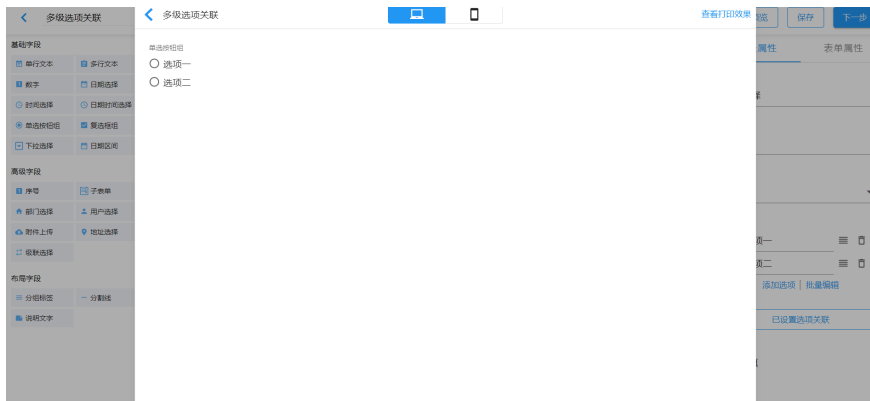 多级选项关联
多级选项关联
查看打印效果
览
保存
下一步
基础字段
单行文本
多行文本
数字
日期选择
时间选择
日期时间选择
单选按钮组
复选框组
下拉选择
日期区间
高级字段
序号
子表单
部门选择
用户选择
附件上传
地址选择
级联选择
布局字段
分组标签
分割线
说明文字
单选按钮组
选项一
选项二
属性
表单属性
择
项一
项二
添加选项
批量编辑
已设置选项关联